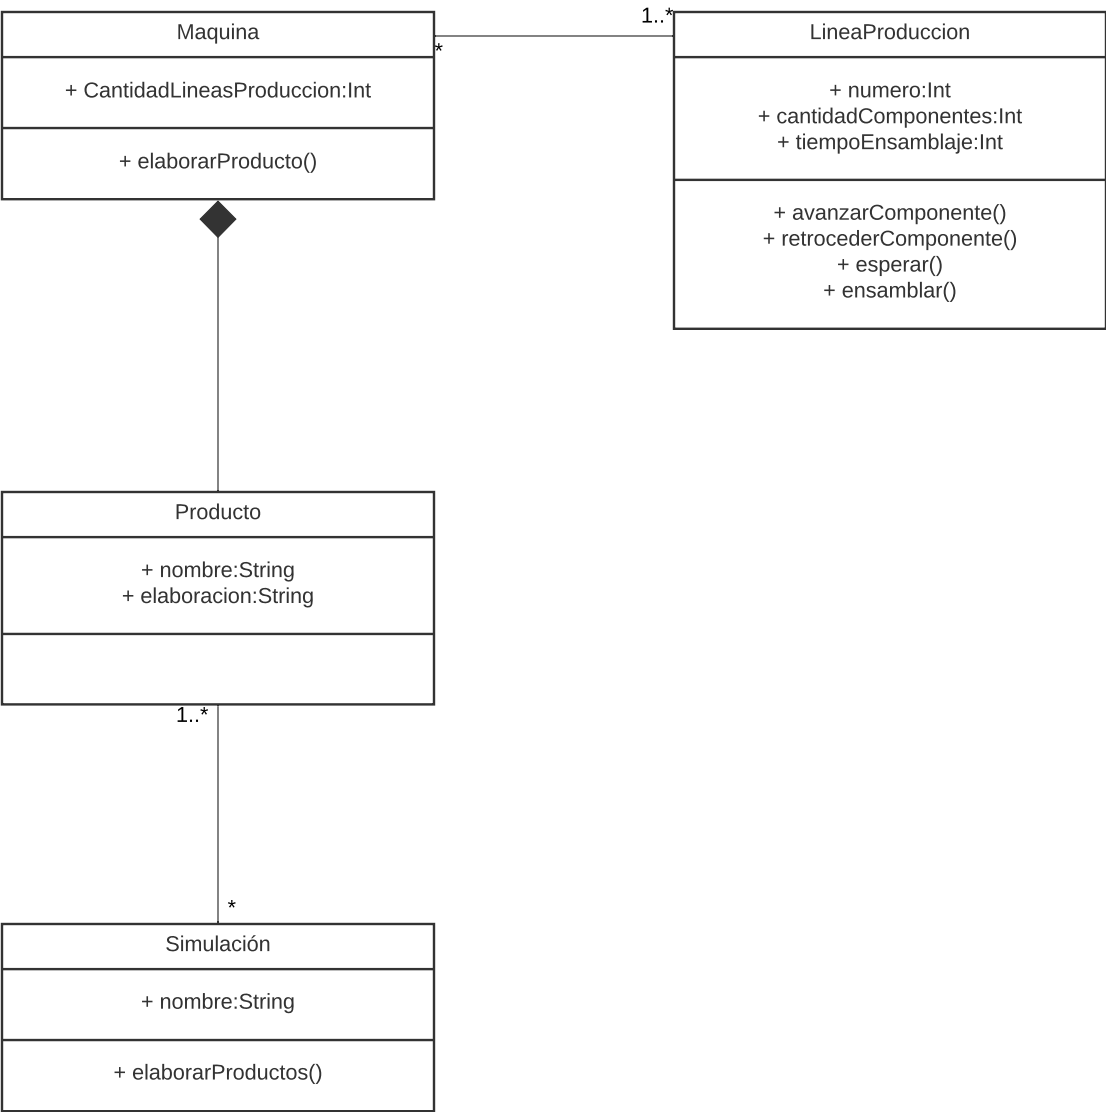 Maquina
+ CantidadLineasProduccion:Int
+ elaborarProducto()
*
1..*
LineaProduccion
+ numero:Int
+ cantidadComponentes:Int
+ tiempoEnsamblaje:Int
+ avanzarComponente()
+ retrocederComponente()
+ esperar()
+ ensamblar()
Producto
+ nombre:String
+ elaboracion:String
1..*
*
Simulación
+ nombre:String
+ elaborarProductos()